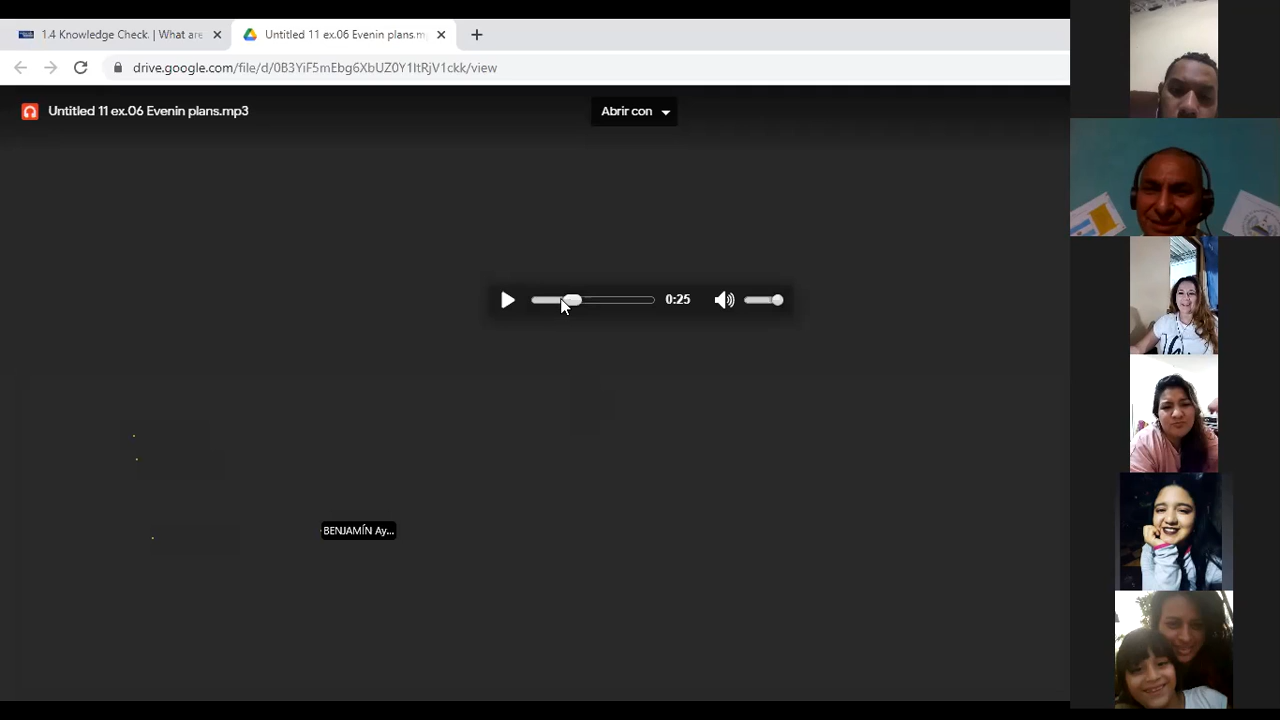 1.4 Knowledge Check. | What are
Untitled 11 ex.06 Evenin plans.m
drive.google.com/file/d/0B3YiF5mEbg6XbUZ0Y1ltRjV1ckk/view
Untitled 11 ex.06 Evenin plans.mp3
Abrir con
0:25
BENJAMÍN Ay...